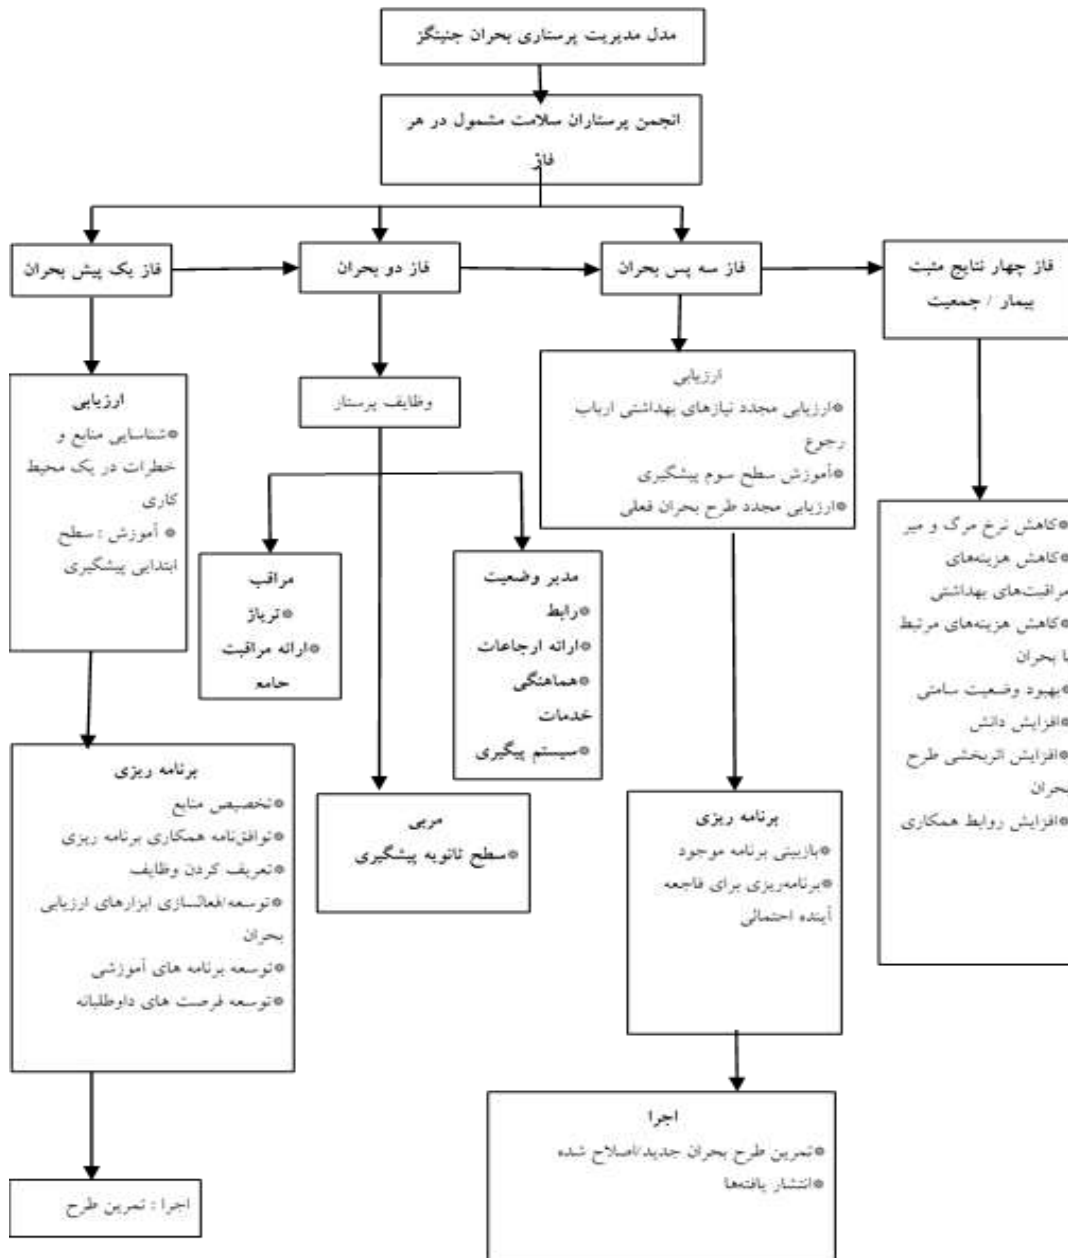 مدل مدیریت پرستاری بحران جنینگز
انجمن پرستاران سلامت مشمول در هر
فاز
فاز یک پیش بحران
فاز دو بحران
فاز سه پس بحران
فاز چهار نتایج مثبت
بیمار / جمعیت
ارزیابی
*شناسایی منابع و
خطرات در یک محیط
کاری
* آموزش : سطح
ابتدایی پیشگیری
برنامه ریزی
*تخصیص منابع
*توافق‌نامه همکاری برنامه ریزی
*تعریف کردن وظایف
*توسعه/فعالسازی ابزارهای ارزیابی
بحران
*توسعه برنامه های آموزشی
*توسعه فرصت های داوطلبانه
اجرا : تمرین طرح
وظایف پرستار
مراقب
*تریاژ
*ارائه مراقبت
جامع
مدیر وضعیت
*رابط
*ارائه ارجاعات
*هماهنگی
خدمات
*سیستم پیگیری
مربی
*سطح ثانویه پیشگیری
ارزیابی
*ارزیابی مجدد نیازهای بهداشتی ارباب
رجوع
*آموزش سطح سوم پیشگیری
*ارزیابی مجدد طرح بحران فعلی
برنامه ریزی
*بازبینی برنامه موجود
*برنامه‌ریزی برای فاجعه
آینده احتمالی
اجرا
*تمرین طرح بحران جدید/اصلاح شده
*انتشار یافته‌ها
*کاهش نرخ مرگ و میر
*کاهش هزینه‌های
مراقبت‌های بهداشتی
*کاهش هزینه‌های مرتبط
با بحران
*بهبود وضعیت سامتی
*افزایش دانش
*افزایش اثربخشی طرح
بحران
*افزایش روابط همکاری